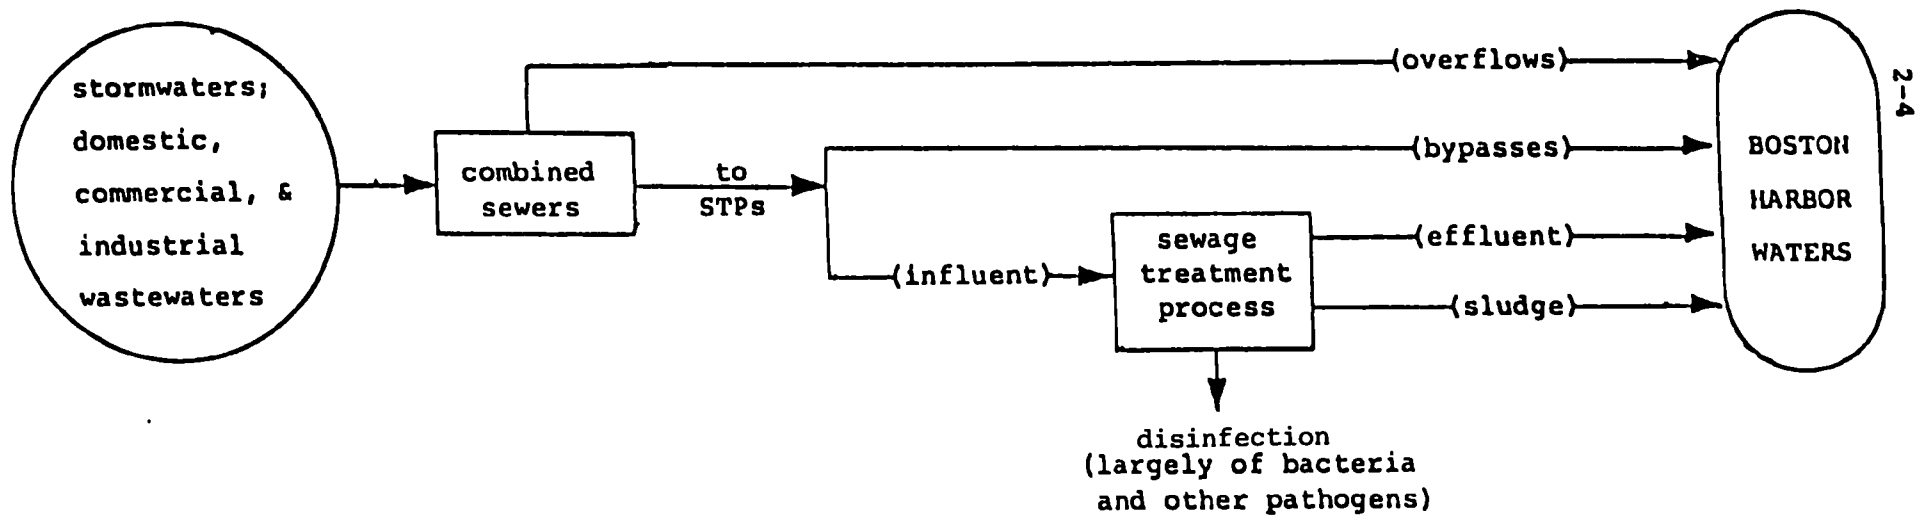 stormwaters;
domestic,
commercial, &
industrial
wastewaters
combined
sewers
to
STPs
(overflows)
(bypasses)
(influent)
sewage
treatment
process
(effluent)
(sludge)
disinfection
(largely of bacteria
and other pathogens)
BOSTON
HARBOR
WATERS
2-4